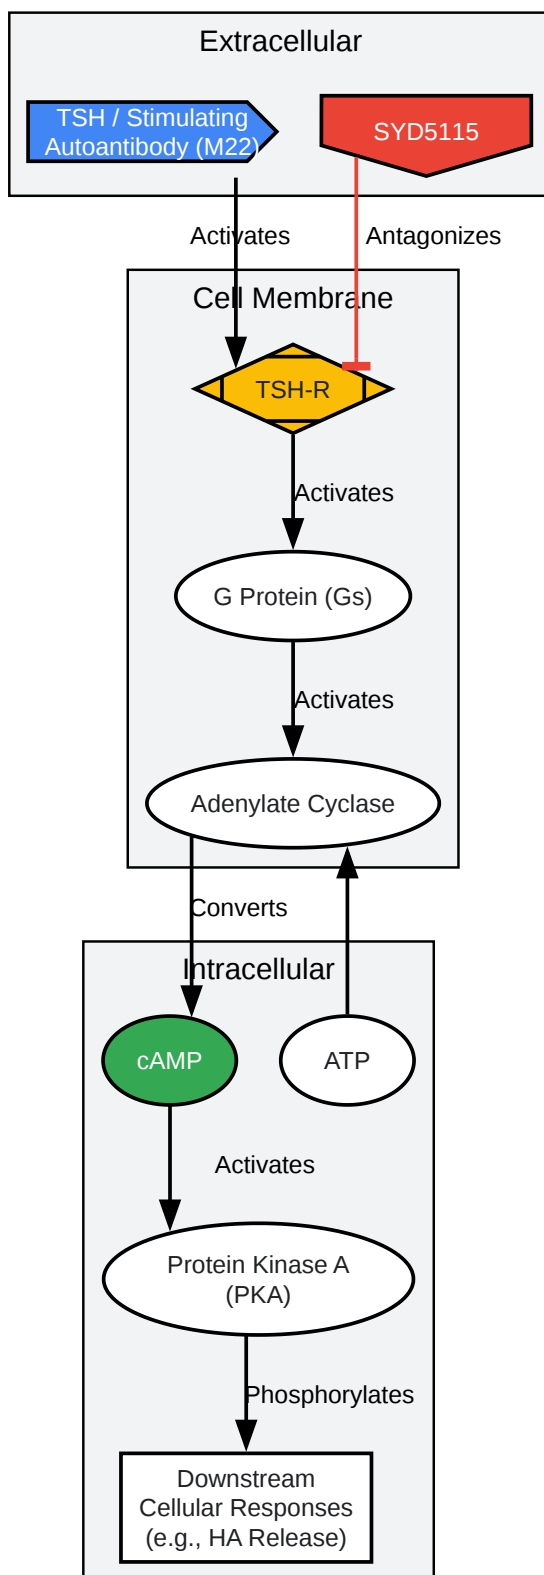 Extracellular
TSH / Stimulating
Autoantibody (M22)
SYD5115
Activates
Antagonizes
Cell Membrane
TSH-R
Activates
G Protein (Gs)
Activates
Adenylate Cyclase
Converts
Intracellular
cAMP
ATP
Activates
Protein Kinase A
(PKA)
Phosphorylates
Downstream
Cellular Responses
(e.g., HA Release)